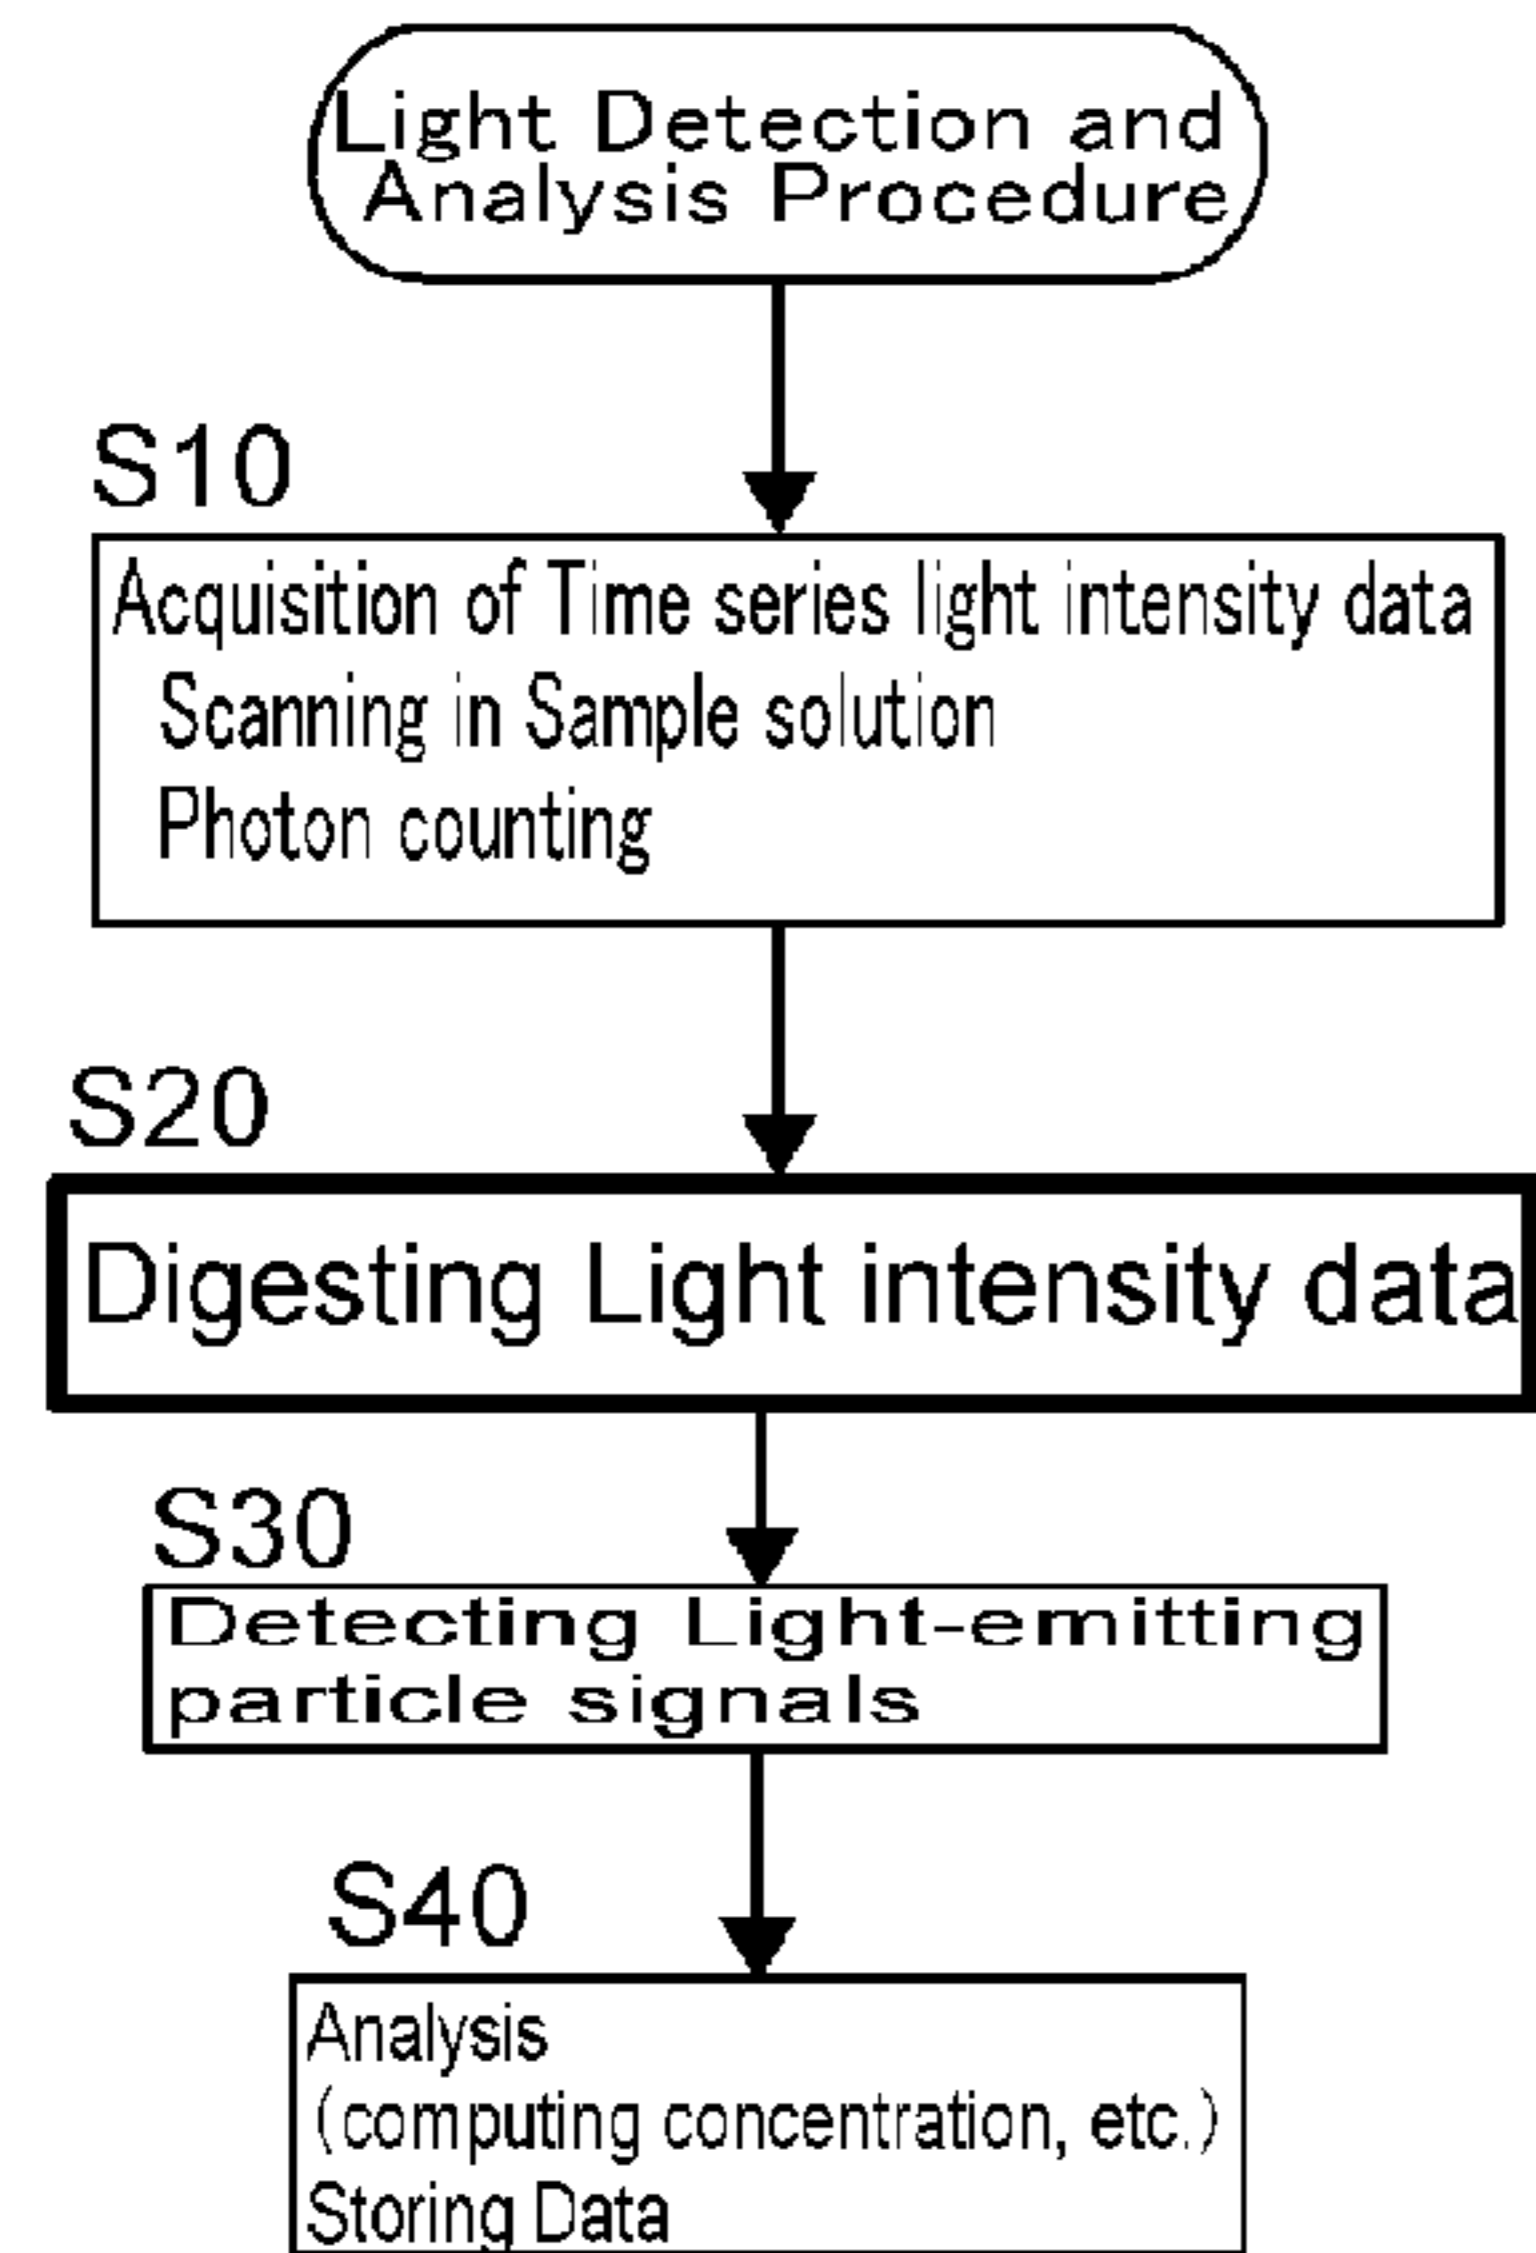 Light Detection and
Analysis Procedure
S10
Acquisition of Time series light intensity data
Scanning in Sample solution
Photon counting
S20
Digesting Light intensity data
S30
Detecting Light-emitting
particle signals
S40
Analysis
(computing concentration, etc.)
Storing Data